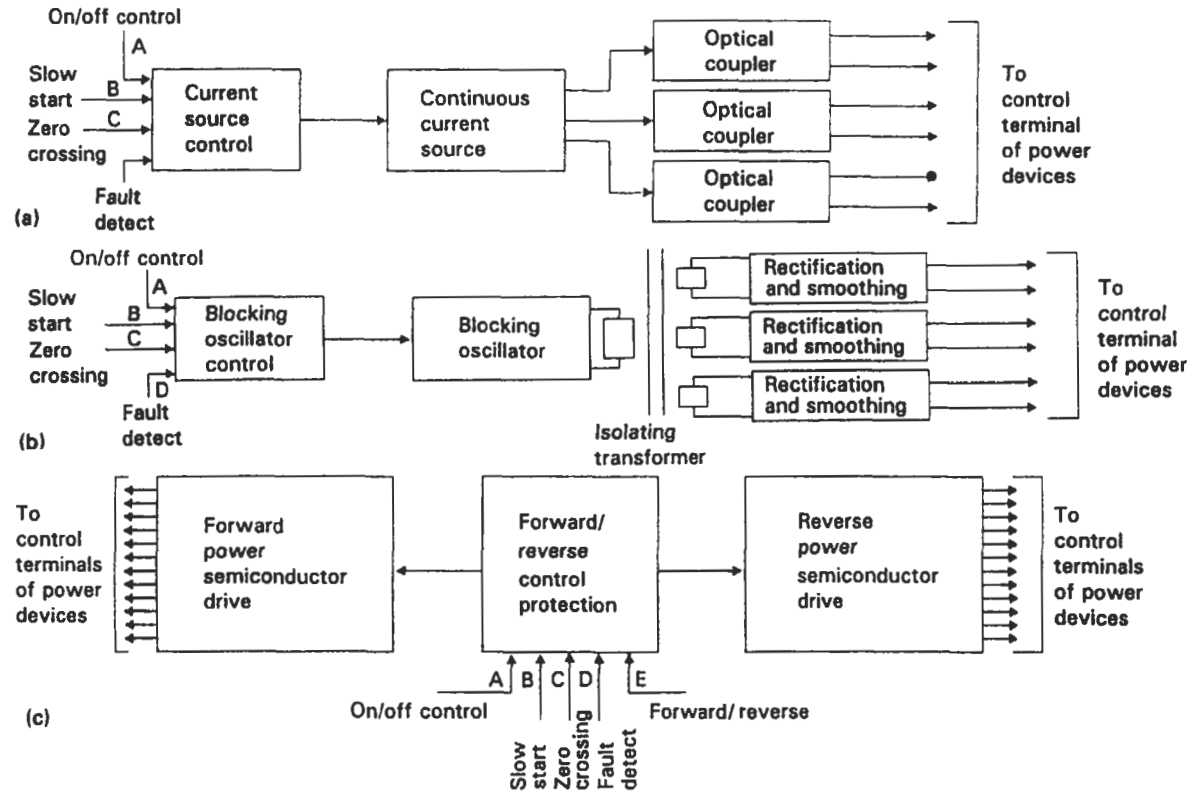 On/off control
A
Slow
start
B
Zero
crossing
C
Fault
detect
Current
source
control
Continuous
current
source
Optical
coupler
Optical
coupler
Optical
coupler
To
control
terminal
of power
devices
(a)
On/off control
A
Slow
start
B
Zero
crossing
C
D
Fault
detect
Blocking
oscillator
control
Blocking
oscillator
Isolating
transformer
Rectification
and smoothing
Rectification
and smoothing
Rectification
and smoothing
To
control
terminal
of power
devices
(b)
To
control
terminals
of power
devices
Forward
power
semiconductor
drive
Forward/
reverse
control
protection
Reverse
power
semiconductor
drive
To
control
terminals
of power
devices
A
B
C
D
E
On/off control
Slow
start
Zero
crossing
Fault
detect
Forward/reverse
(c)